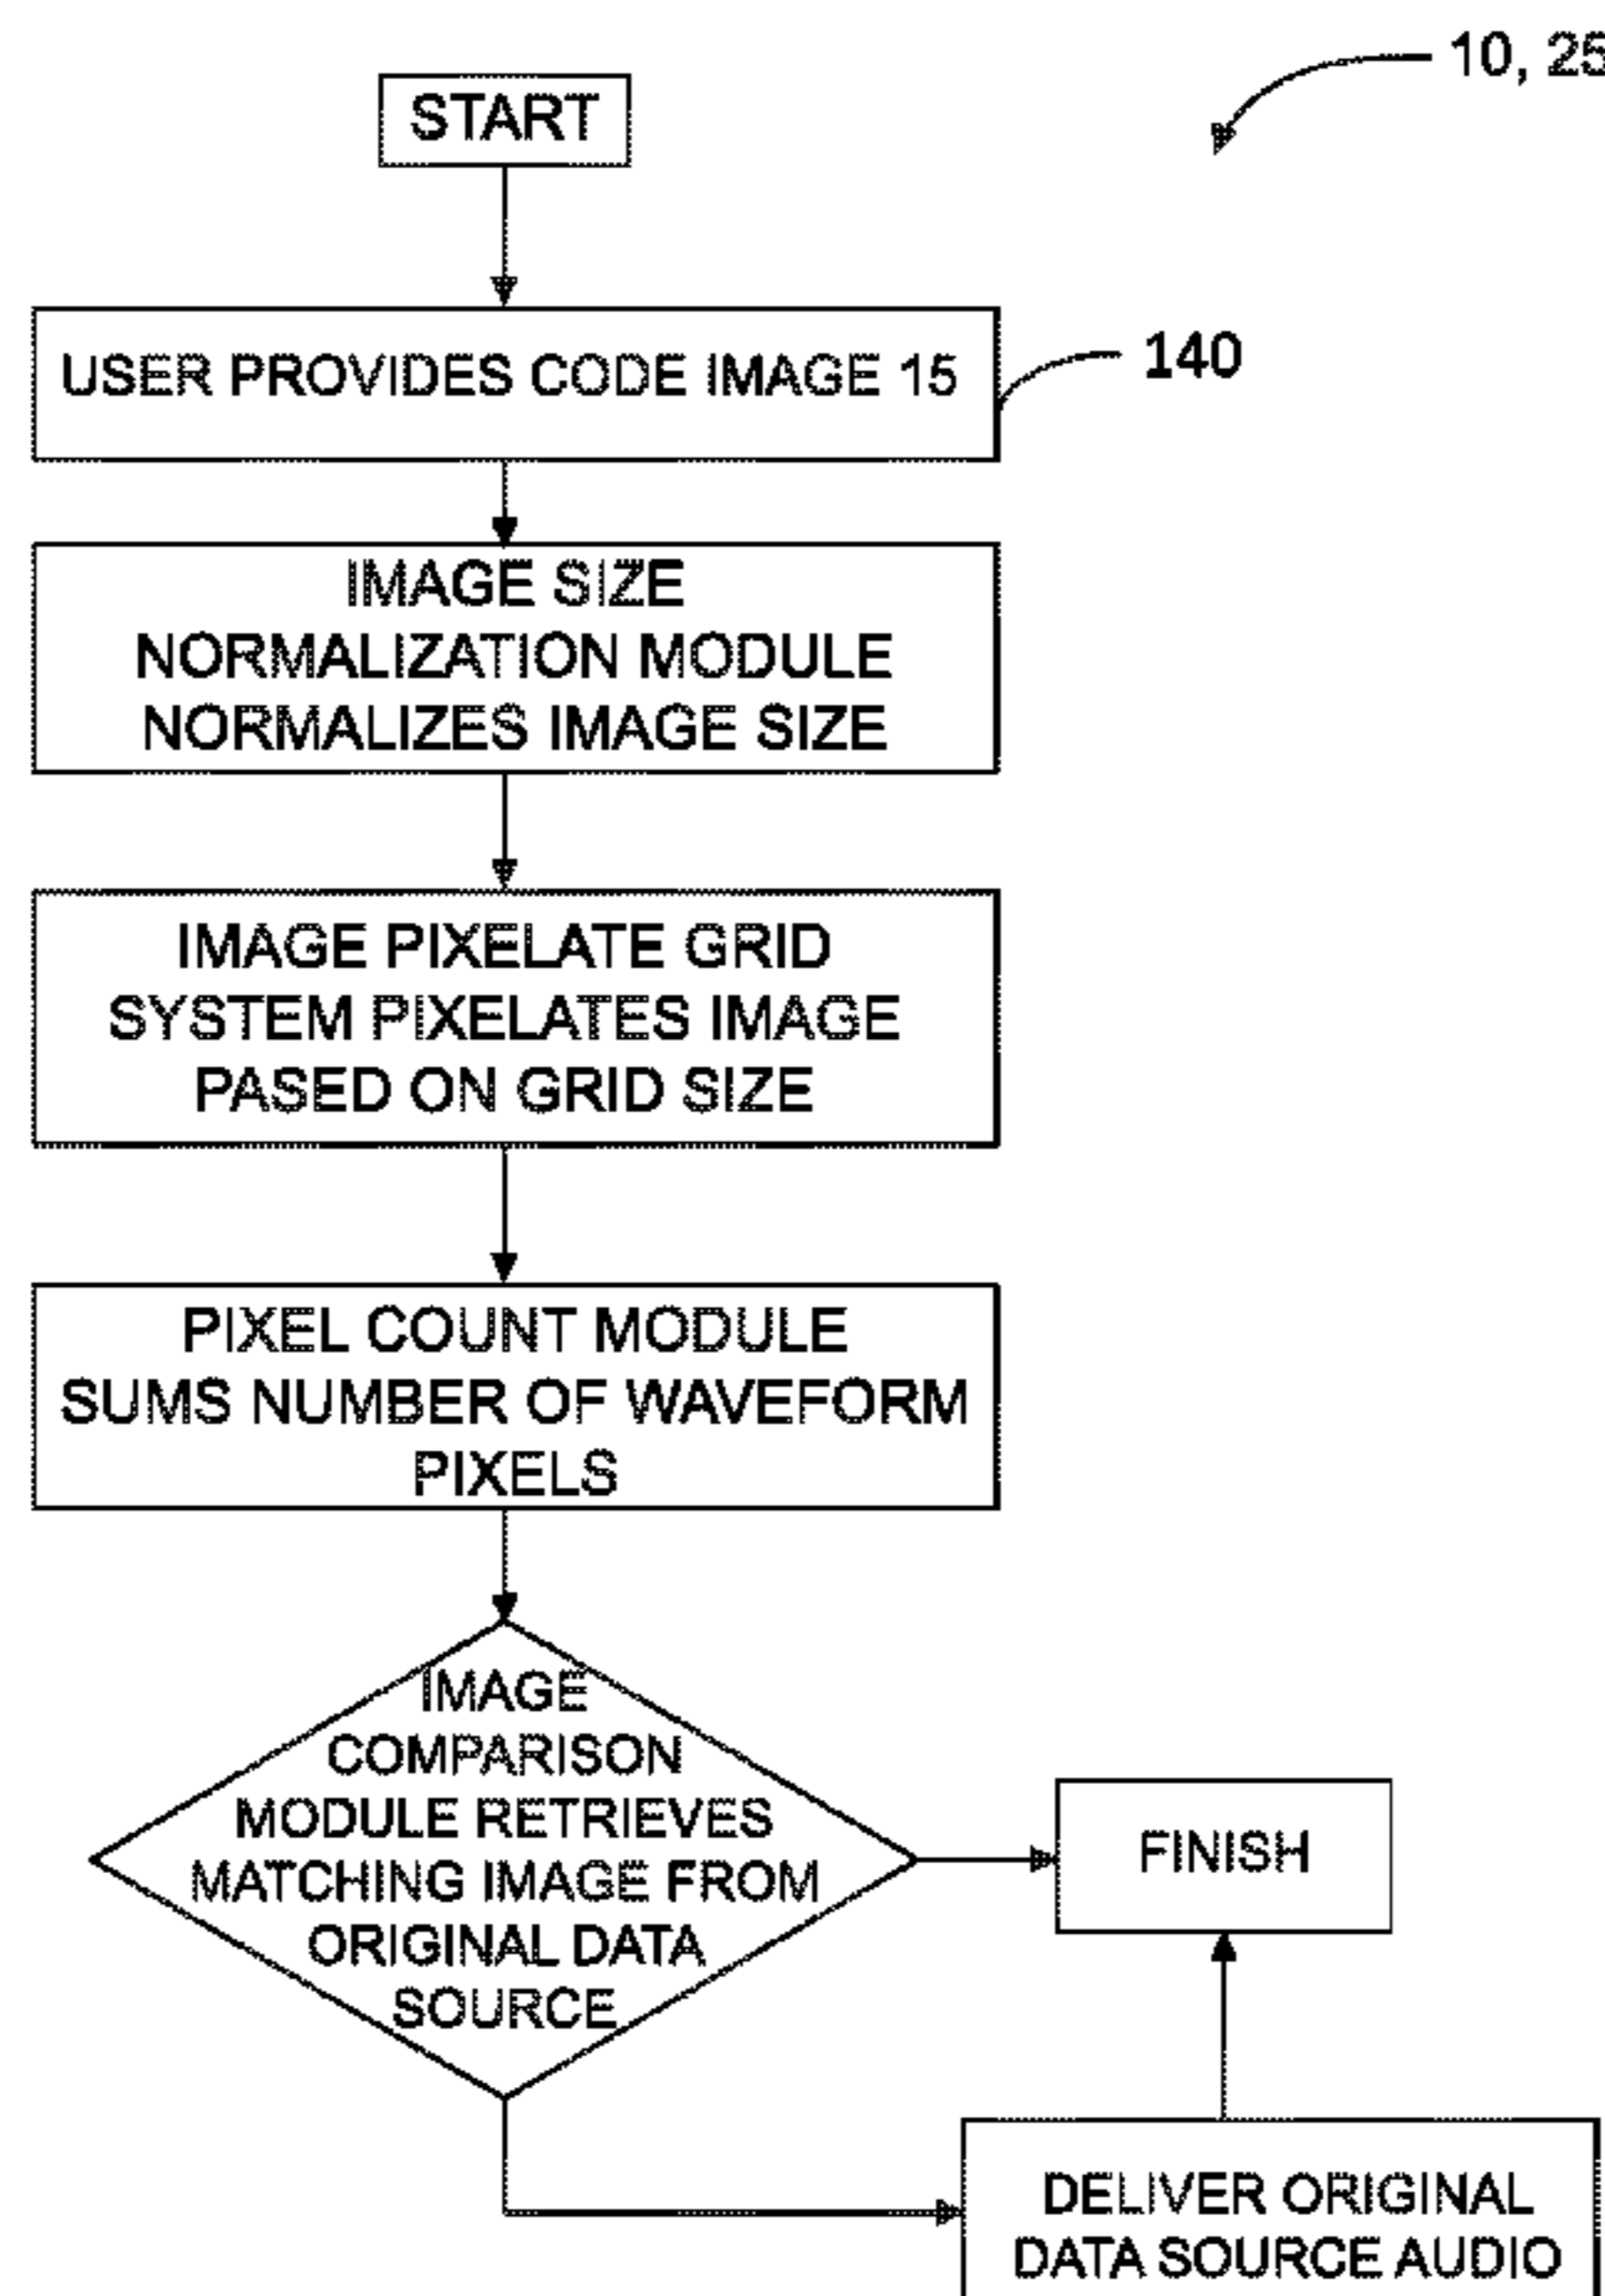 10, 25
START
USER PROVIDES CODE IMAGE 15
140
IMAGE SIZE
NORMALIZATION MODULE
NORMALIZES IMAGE SIZE
IMAGE PIXELATE GRID
SYSTEM PIXELATES IMAGE
PASED ON GRID SIZE
PIXEL COUNT MODULE
SUMS NUMBER OF WAVEFORM
PIXELS
IMAGE
COMPARISON
MODULE RETRIEVES
MATCHING IMAGE FROM
ORIGINAL DATA
SOURCE
FINISH
DELIVER ORIGINAL
DATA SOURCE AUDIO